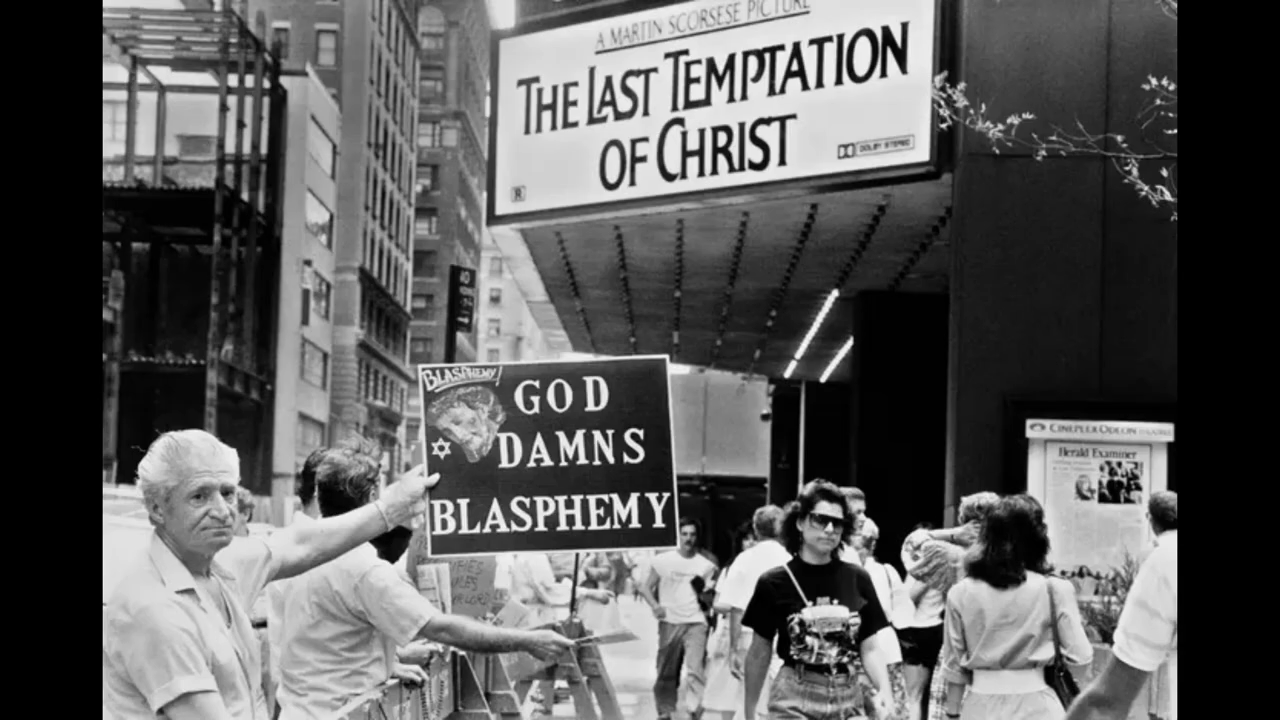 A MARTIN SCORSESE PICTURE
THE LAST TEMPTATION
OF CHRIST
DOLBY STEREO
R
BLASPHEMY
GOD
DAMNS
BLASPHEMY
CINEPLEX ODEON
Herald Examiner